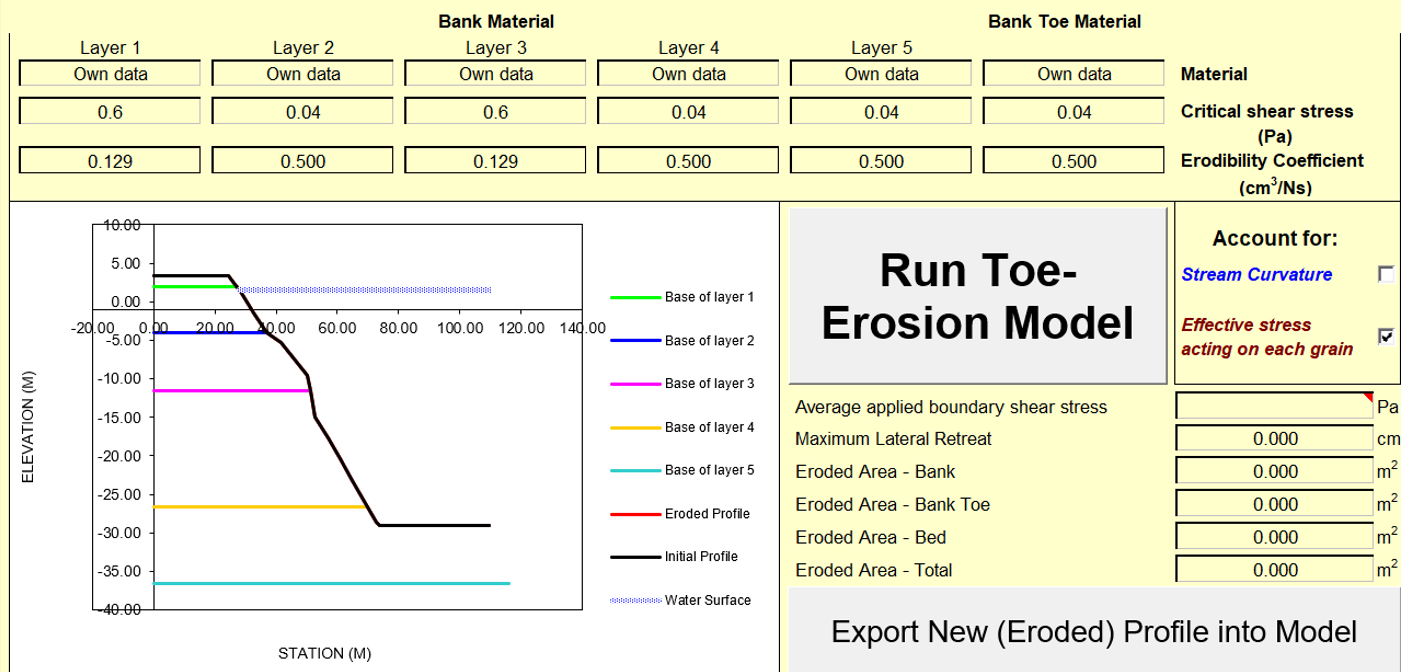 Bank Material
Bank Toe Material
Layer 1 Layer 2 Layer 3 Layer 4 Layer 5
Own data Own data Own data Own data Own data Own data Material
0.6 0.04 0.6 0.04 0.04 0.04 Critical shear stress
(Pa)
0.129 0.500 0.129 0.500 0.500 0.500 Erodibility Coefficient
(cm³/Ns)
10.00
5.00
0.00
-20.00 0.00 20.00 40.00 60.00 80.00 100.00 120.00 140.00
-5.00
-10.00
-15.00
-20.00
-25.00
-30.00
-35.00
-40.00
ELEVATION (M)
STATION (M)
Base of layer 1
Base of layer 2
Base of layer 3
Base of layer 4
Base of layer 5
Eroded Profile
Initial Profile
Water Surface
Run Toe-
Erosion Model
Account for:
Stream Curvature
Effective stress
acting on each grain
Average applied boundary shear stress Pa
Maximum Lateral Retreat 0.000 cm
Eroded Area - Bank 0.000 m²
Eroded Area - Bank Toe 0.000 m²
Eroded Area - Bed 0.000 m²
Eroded Area - Total 0.000 m²
Export New (Eroded) Profile into Model